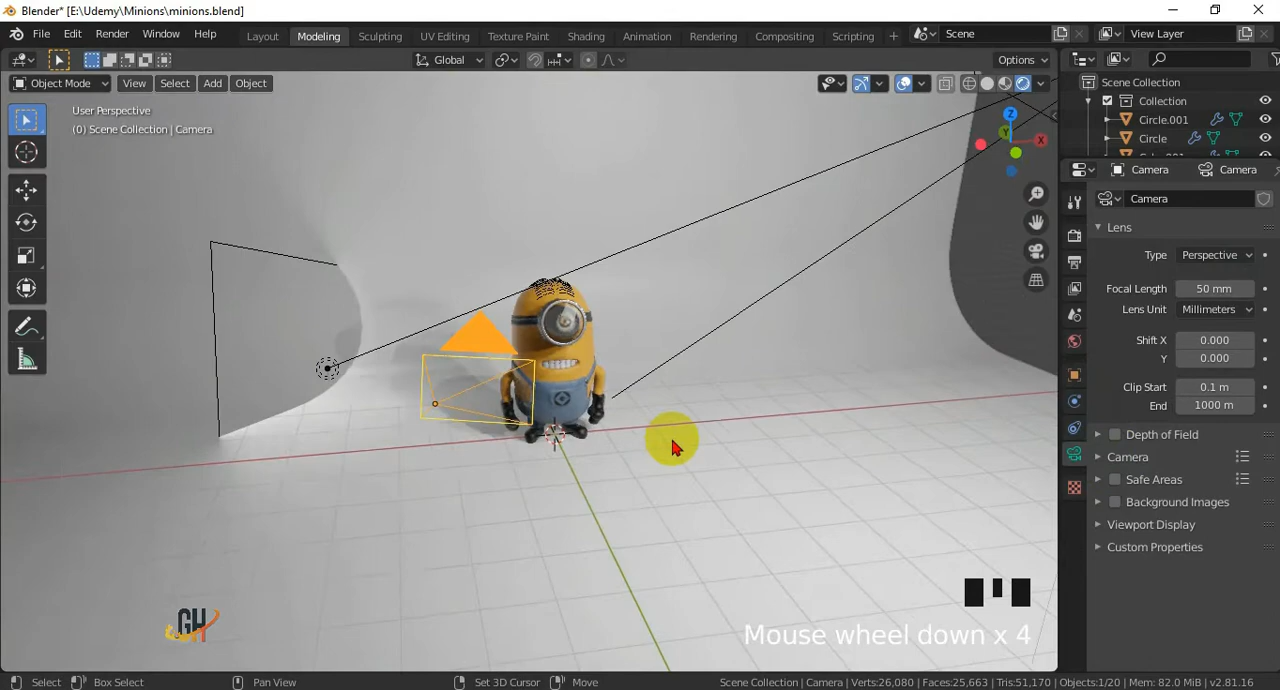 Blender* [E:\Udemy\Minions\minions.blend]
File Edit Render Window Help Layout Modeling Sculpting UV Editing Texture Paint Shading Animation Rendering Compositing Scripting + Scene View Layer
Global Options
Object Mode View Select Add Object
Scene Collection
Collection
Circle.001
Circle
User Perspective
(0) Scene Collection | Camera
Z
Y
X
Camera Camera
Camera
Lens
Type Perspective
Focal Length 50 mm
Lens Unit Millimeters
Shift X 0.000
Y 0.000
Clip Start 0.1 m
End 1000 m
Depth of Field
Camera
Safe Areas
Background Images
Viewport Display
Custom Properties
GH
Mouse wheel down x 4
Select Box Select Pan View Set 3D Cursor Move Scene Collection | Camera | Verts:26,080 | Faces:25,663 | Tris:51,170 | Objects:1/20 | Mem: 82.0 MiB | v2.81.16